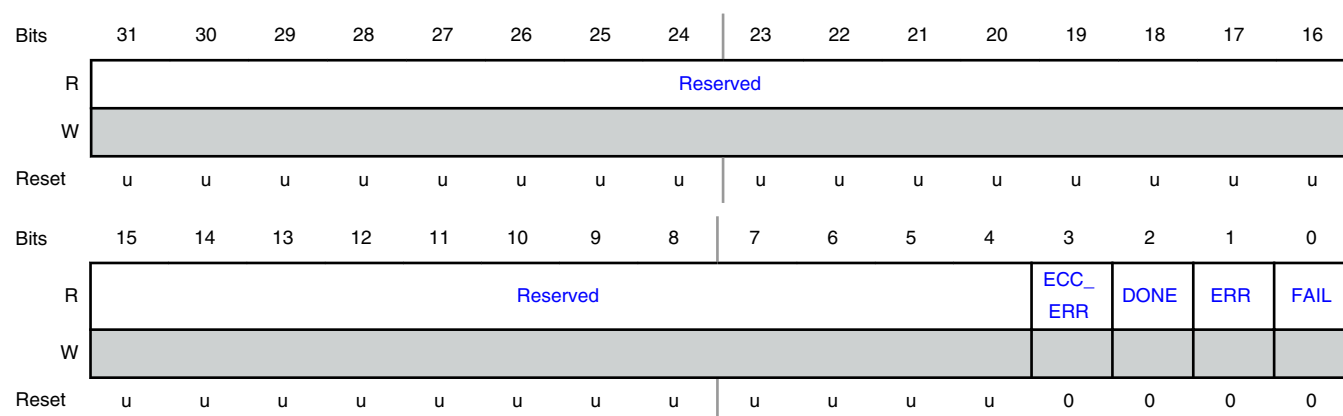 Bits 31 30 29 28 27 26 25 24 23 22 21 20 19 18 17 16
R Reserved
W
Reset u u u u u u u u u u u u u u u u
Bits 15 14 13 12 11 10 9 8 7 6 5 4 3 2 1 0
R Reserved ECC_ DONE ERR FAIL
ERR
W
Reset u u u u u u u u u u u u 0 0 0 0